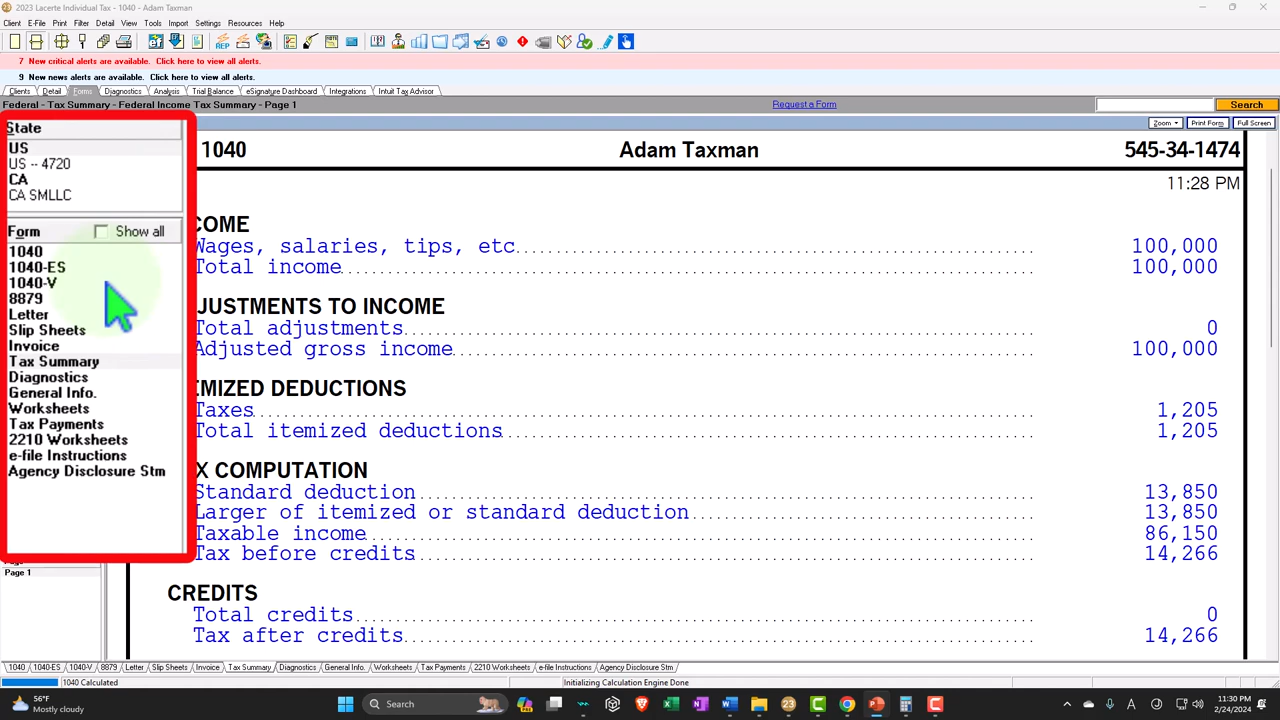 2023 Lacerte Individual Tax - 1040 - Adam Taxman
Client E-File Print Filter Detail View Tools Import Settings Resources Help
7 New critical alerts are available. Click here to view all alerts.
9 New news alerts are available. Click here to view all alerts.
Clients Detail Forms Diagnostics Analysis Trial Balance eSignature Dashboard Integrations Intuit Tax Advisor
Federal - Tax Summary - Federal Income Tax Summary - Page 1 Request a Form Search
Zoom Print Form Full Screen
State
US
US -- 4720
CA
CA SMLLC
Form Show all
1040
1040-ES
1040-V
8879
Letter
Slip Sheets
Invoice
Tax Summary
Diagnostics
General Info.
Worksheets
Tax Payments
2210 Worksheets
e-file Instructions
Agency Disclosure Stm
Page 1
1040 Adam Taxman 545-34-1474
11:28 PM
COME
Wages, salaries, tips, etc 100,000
Total income 100,000
JUSTMENTS TO INCOME
Total adjustments 0
Adjusted gross income 100,000
EMIZED DEDUCTIONS
Taxes 1,205
Total itemized deductions 1,205
X COMPUTATION
Standard deduction 13,850
Larger of itemized or standard deduction 13,850
Taxable income 86,150
Tax before credits 14,266
CREDITS
Total credits 0
Tax after credits 14,266
1040 1040-ES 1040-V 8879 Letter Slip Sheets Invoice Tax Summary Diagnostics General Info. Worksheets Tax Payments 2210 Worksheets e-file Instructions Agency Disclosure Stm
1040 Calculated Initializing Calculation Engine Done
56°F
Mostly cloudy
Search
11:30 PM
2/24/2024